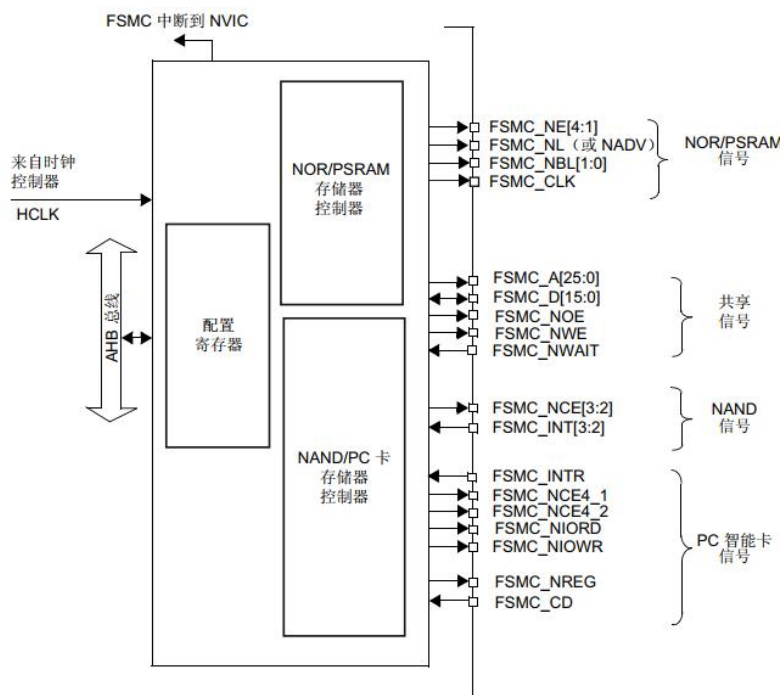 FSMC 中断到 NVIC
来自时钟
控制器
HCLK
AHB 总线
配置
寄存器
NOR/PSRAM
存储器
控制器
NAND/PC 卡
存储器
控制器
FSMC_NE[4:1]
FSMC_NL（或 NADV）
FSMC_NBL[1:0]
FSMC_CLK
NOR/PSRAM
信号
FSMC_A[25:0]
FSMC_D[15:0]
FSMC_NOE
FSMC_NWE
FSMC_NWAIT
共享
信号
FSMC_NCE[3:2]
FSMC_INT[3:2]
NAND
信号
FSMC_INTR
FSMC_NCE4_1
FSMC_NCE4_2
FSMC_NIORD
FSMC_NIOWR
FSMC_NREG
FSMC_CD
PC 智能卡
信号